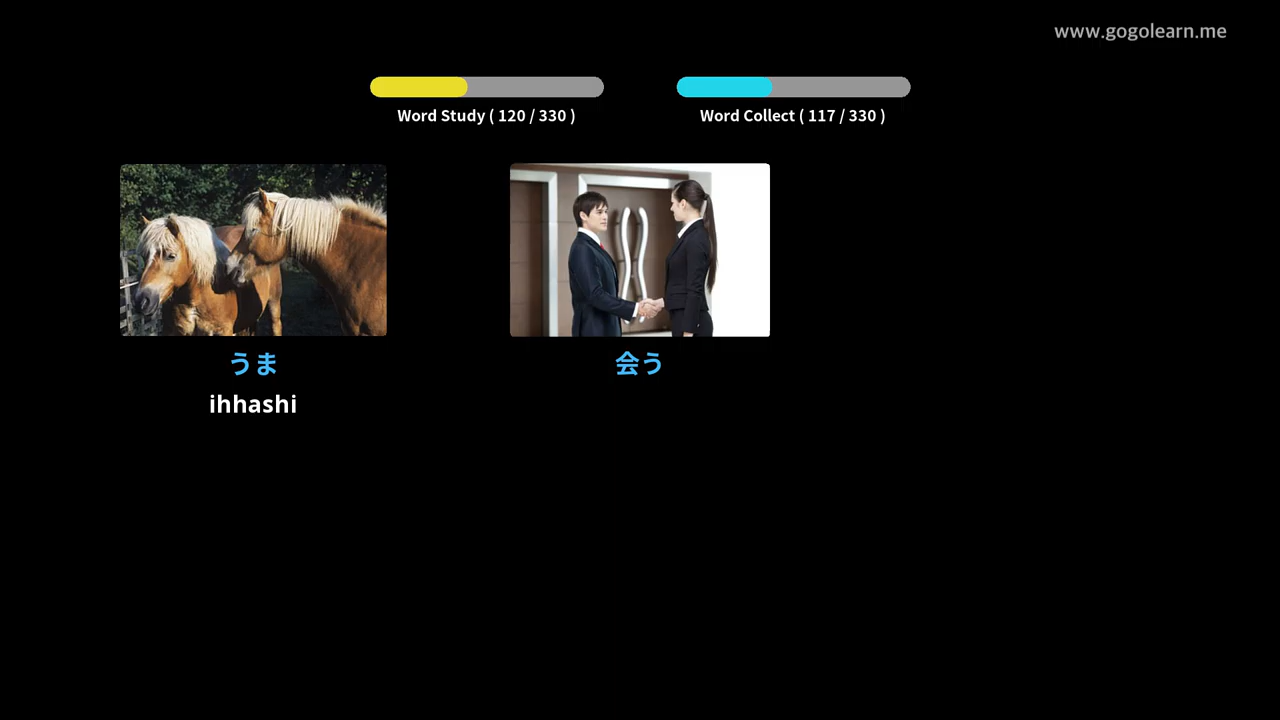 www.gogolearn.me
Word Study ( 120 / 330 )
Word Collect ( 117 / 330 )
うま
会う
ihhashi